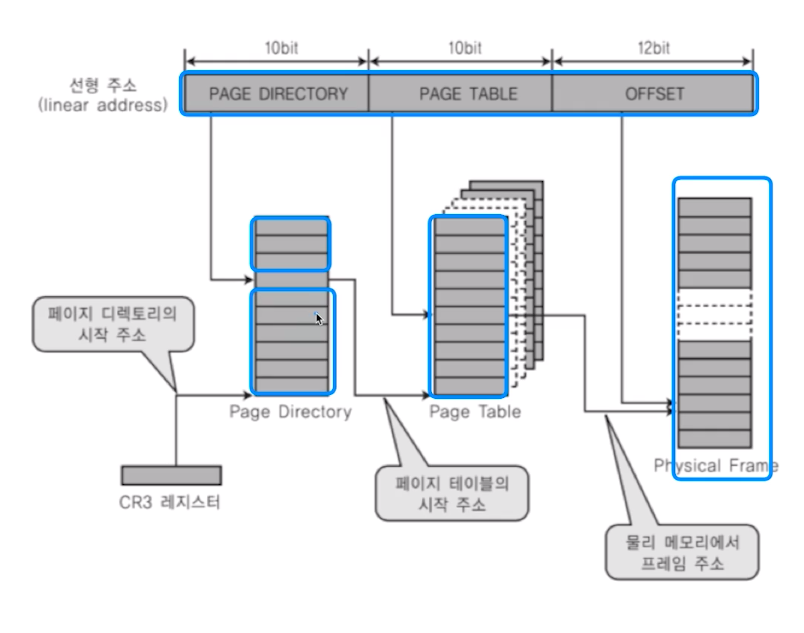 10bit 10bit 12bit
선형 주소
(linear address)
PAGE DIRECTORY PAGE TABLE OFFSET
페이지 디렉토리의
시작 주소
Page Directory
Page Table
Physical Frame
CR3 레지스터
페이지 테이블의
시작 주소
물리 메모리에서
프레임 주소